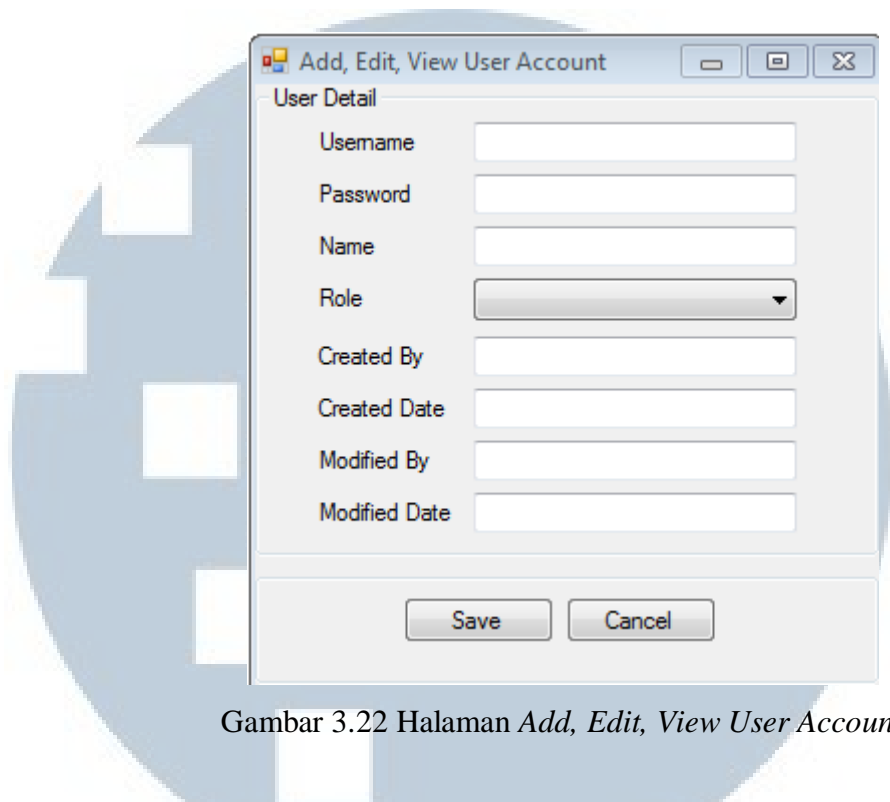 Add, Edit, View User Account
User Detail
Username
Password
Name
Role
Created By
Created Date
Modified By
Modified Date
Save Cancel
Gambar 3.22 Halaman Add, Edit, View User Accoun